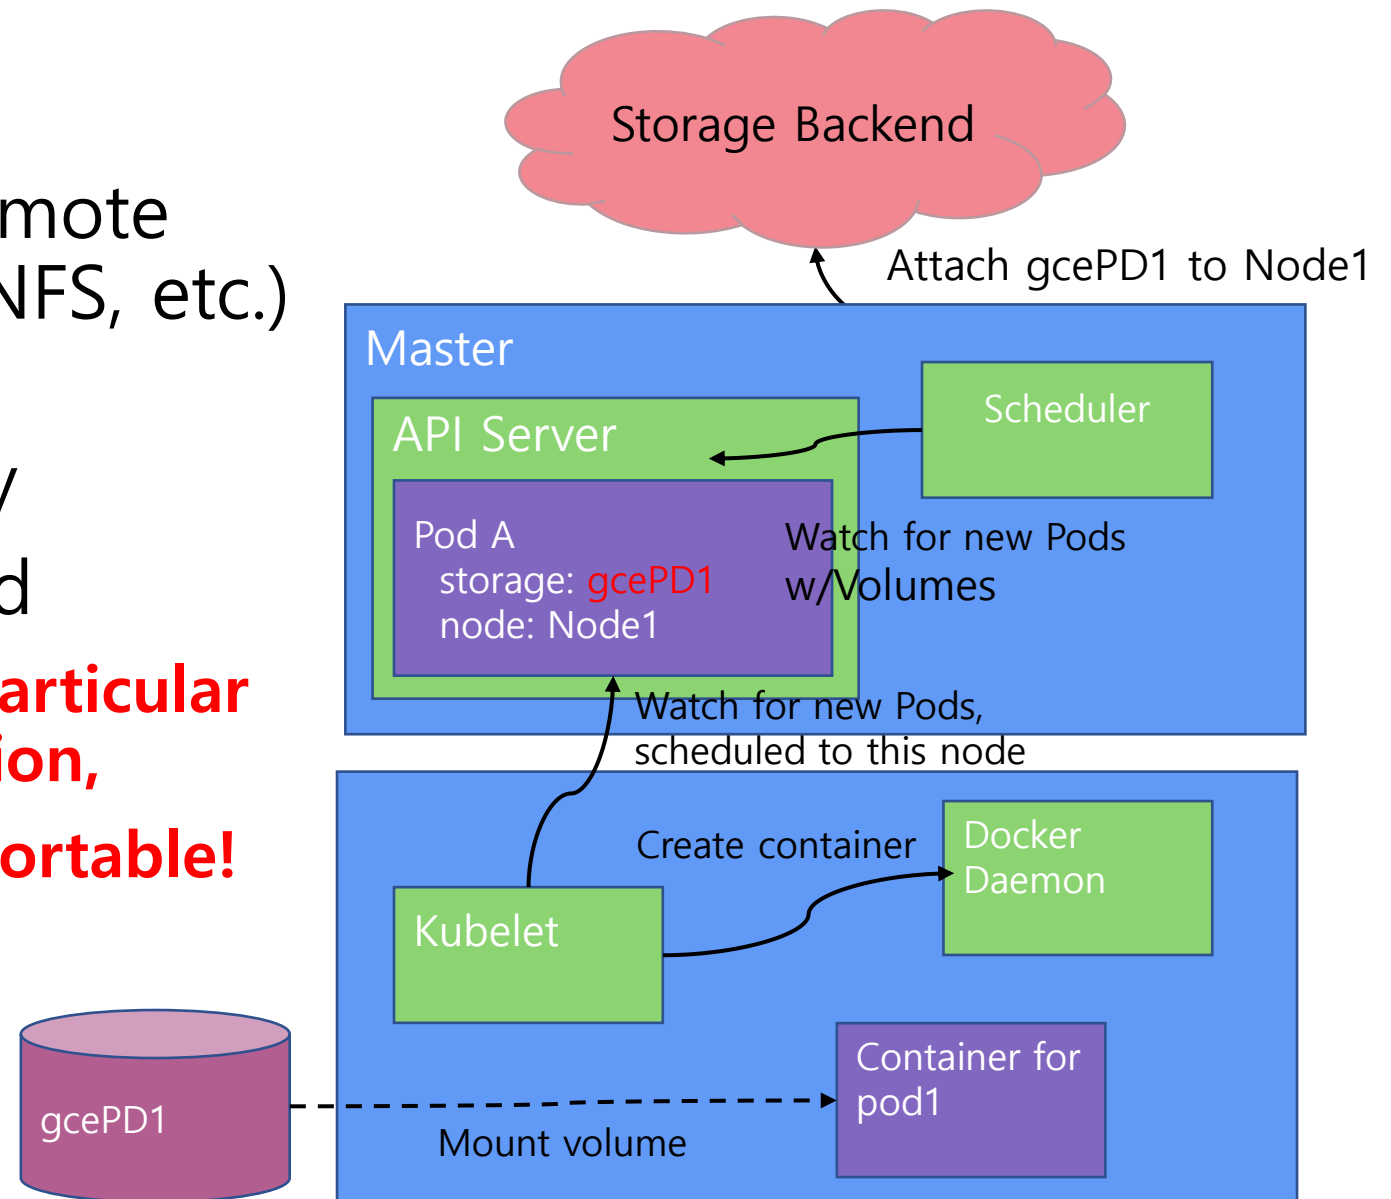 Storage Backend
mote
NFS, etc.)
Attach gcePD1 to Node1
Master
Scheduler
API Server
Pod A
storage: gcePD1
node: Node1
Watch for new Pods
w/Volumes
d
articular
ion,
ortable!
Watch for new Pods,
scheduled to this node
Create container
Docker
Daemon
Kubelet
Container for
pod1
gcePD1
Mount volume